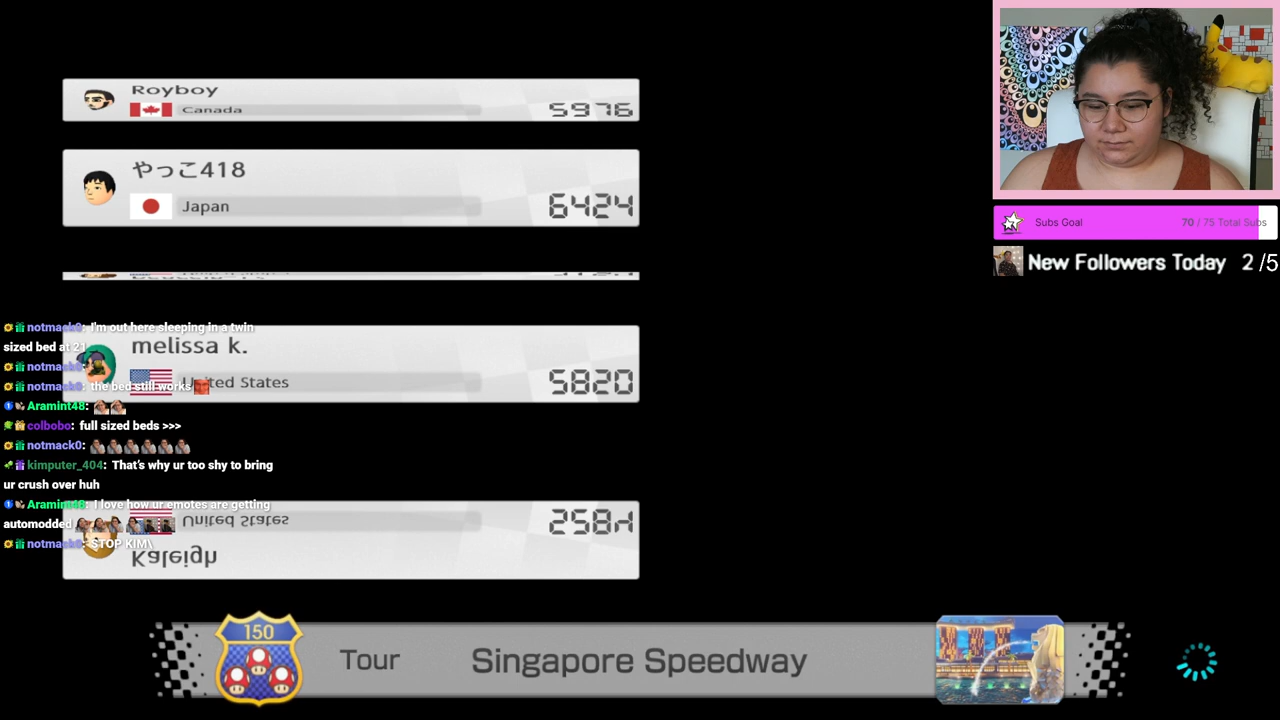 Royboy
Canada
5976
やっこ418
Japan
6424
melissa k.
United States
5820
United States
Kaleigh
notmack0: I'm out here sleeping in a twin
sized bed at 21
notmack0:
notmack0: the bed still works
Aramint48:
colbobo: full sized beds >>>
notmack0:
kimputer_404: That's why ur too shy to bring
ur crush over huh
Aramint48: I love how ur emotes are getting
automodded
notmack0: STOP KIM\
150
Tour
Singapore Speedway
Subs Goal
70 / 75 Total Subs
New Followers Today 2 /5